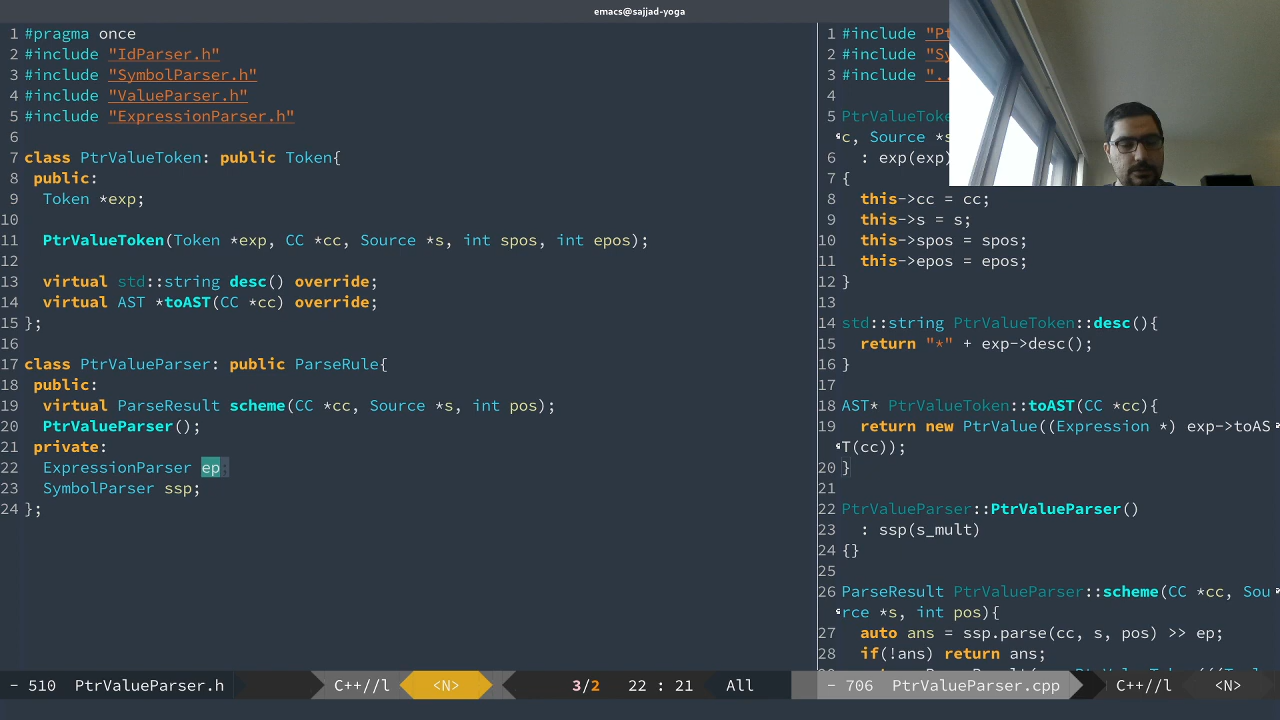 emacs@sajjad-yoga
1 #pragma once
2 #include "IdParser.h"
3 #include "SymbolParser.h"
4 #include "ValueParser.h"
5 #include "ExpressionParser.h"
6
7 class PtrValueToken: public Token{
8 public:
9 Token *exp;
10
11 PtrValueToken(Token *exp, CC *cc, Source *s, int spos, int epos);
12
13 virtual std::string desc() override;
14 virtual AST *toAST(CC *cc) override;
15 };
16
17 class PtrValueParser: public ParseRule{
18 public:
19 virtual ParseResult scheme(CC *cc, Source *s, int pos);
20 PtrValueParser();
21 private:
22 ExpressionParser ep;
23 SymbolParser ssp;
24 };
- 510 PtrValueParser.h C++//l <N> 3/2 22 : 21 All
1 #include
2 #include
3 #include
4
5 PtrValueToken
c, Source *s
6 : exp(exp)
7 {
8 this->cc = cc;
9 this->s = s;
10 this->spos = spos;
11 this->epos = epos;
12 }
13
14 std::string PtrValueToken::desc(){
15 return "*" + exp->desc();
16 }
17
18 AST* PtrValueToken::toAST(CC *cc){
19 return new PtrValue((Expression *) exp->toAS
T(cc));
20 }
21
22 PtrValueParser::PtrValueParser()
23 : ssp(s_mult)
24 {}
25
26 ParseResult PtrValueParser::scheme(CC *cc, Sou
rce *s, int pos){
27 auto ans = ssp.parse(cc, s, pos) >> ep;
28 if(!ans) return ans;
- 706 PtrValueParser.cpp C++//l <N>